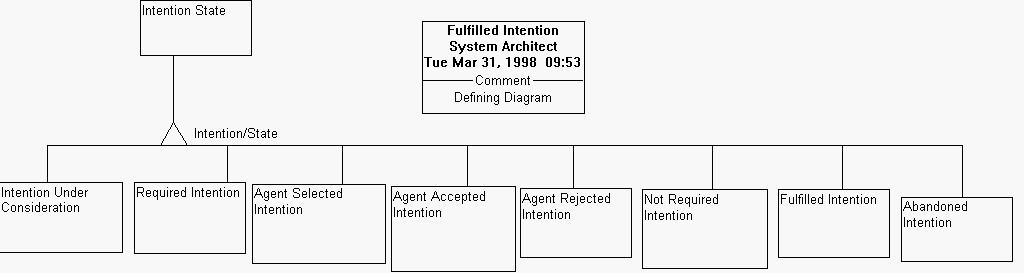 Intention State
Fulfilled Intention
System Architect
Tue Mar 31, 1998 09:53
Comment
Defining Diagram
Intention/State
Intention Under
Consideration
Required Intention
Agent Selected
Intention
Agent Accepted
Intention
Agent Rejected
Intention
Not Required
Intention
Fulfilled Intention
Abandoned
Intention